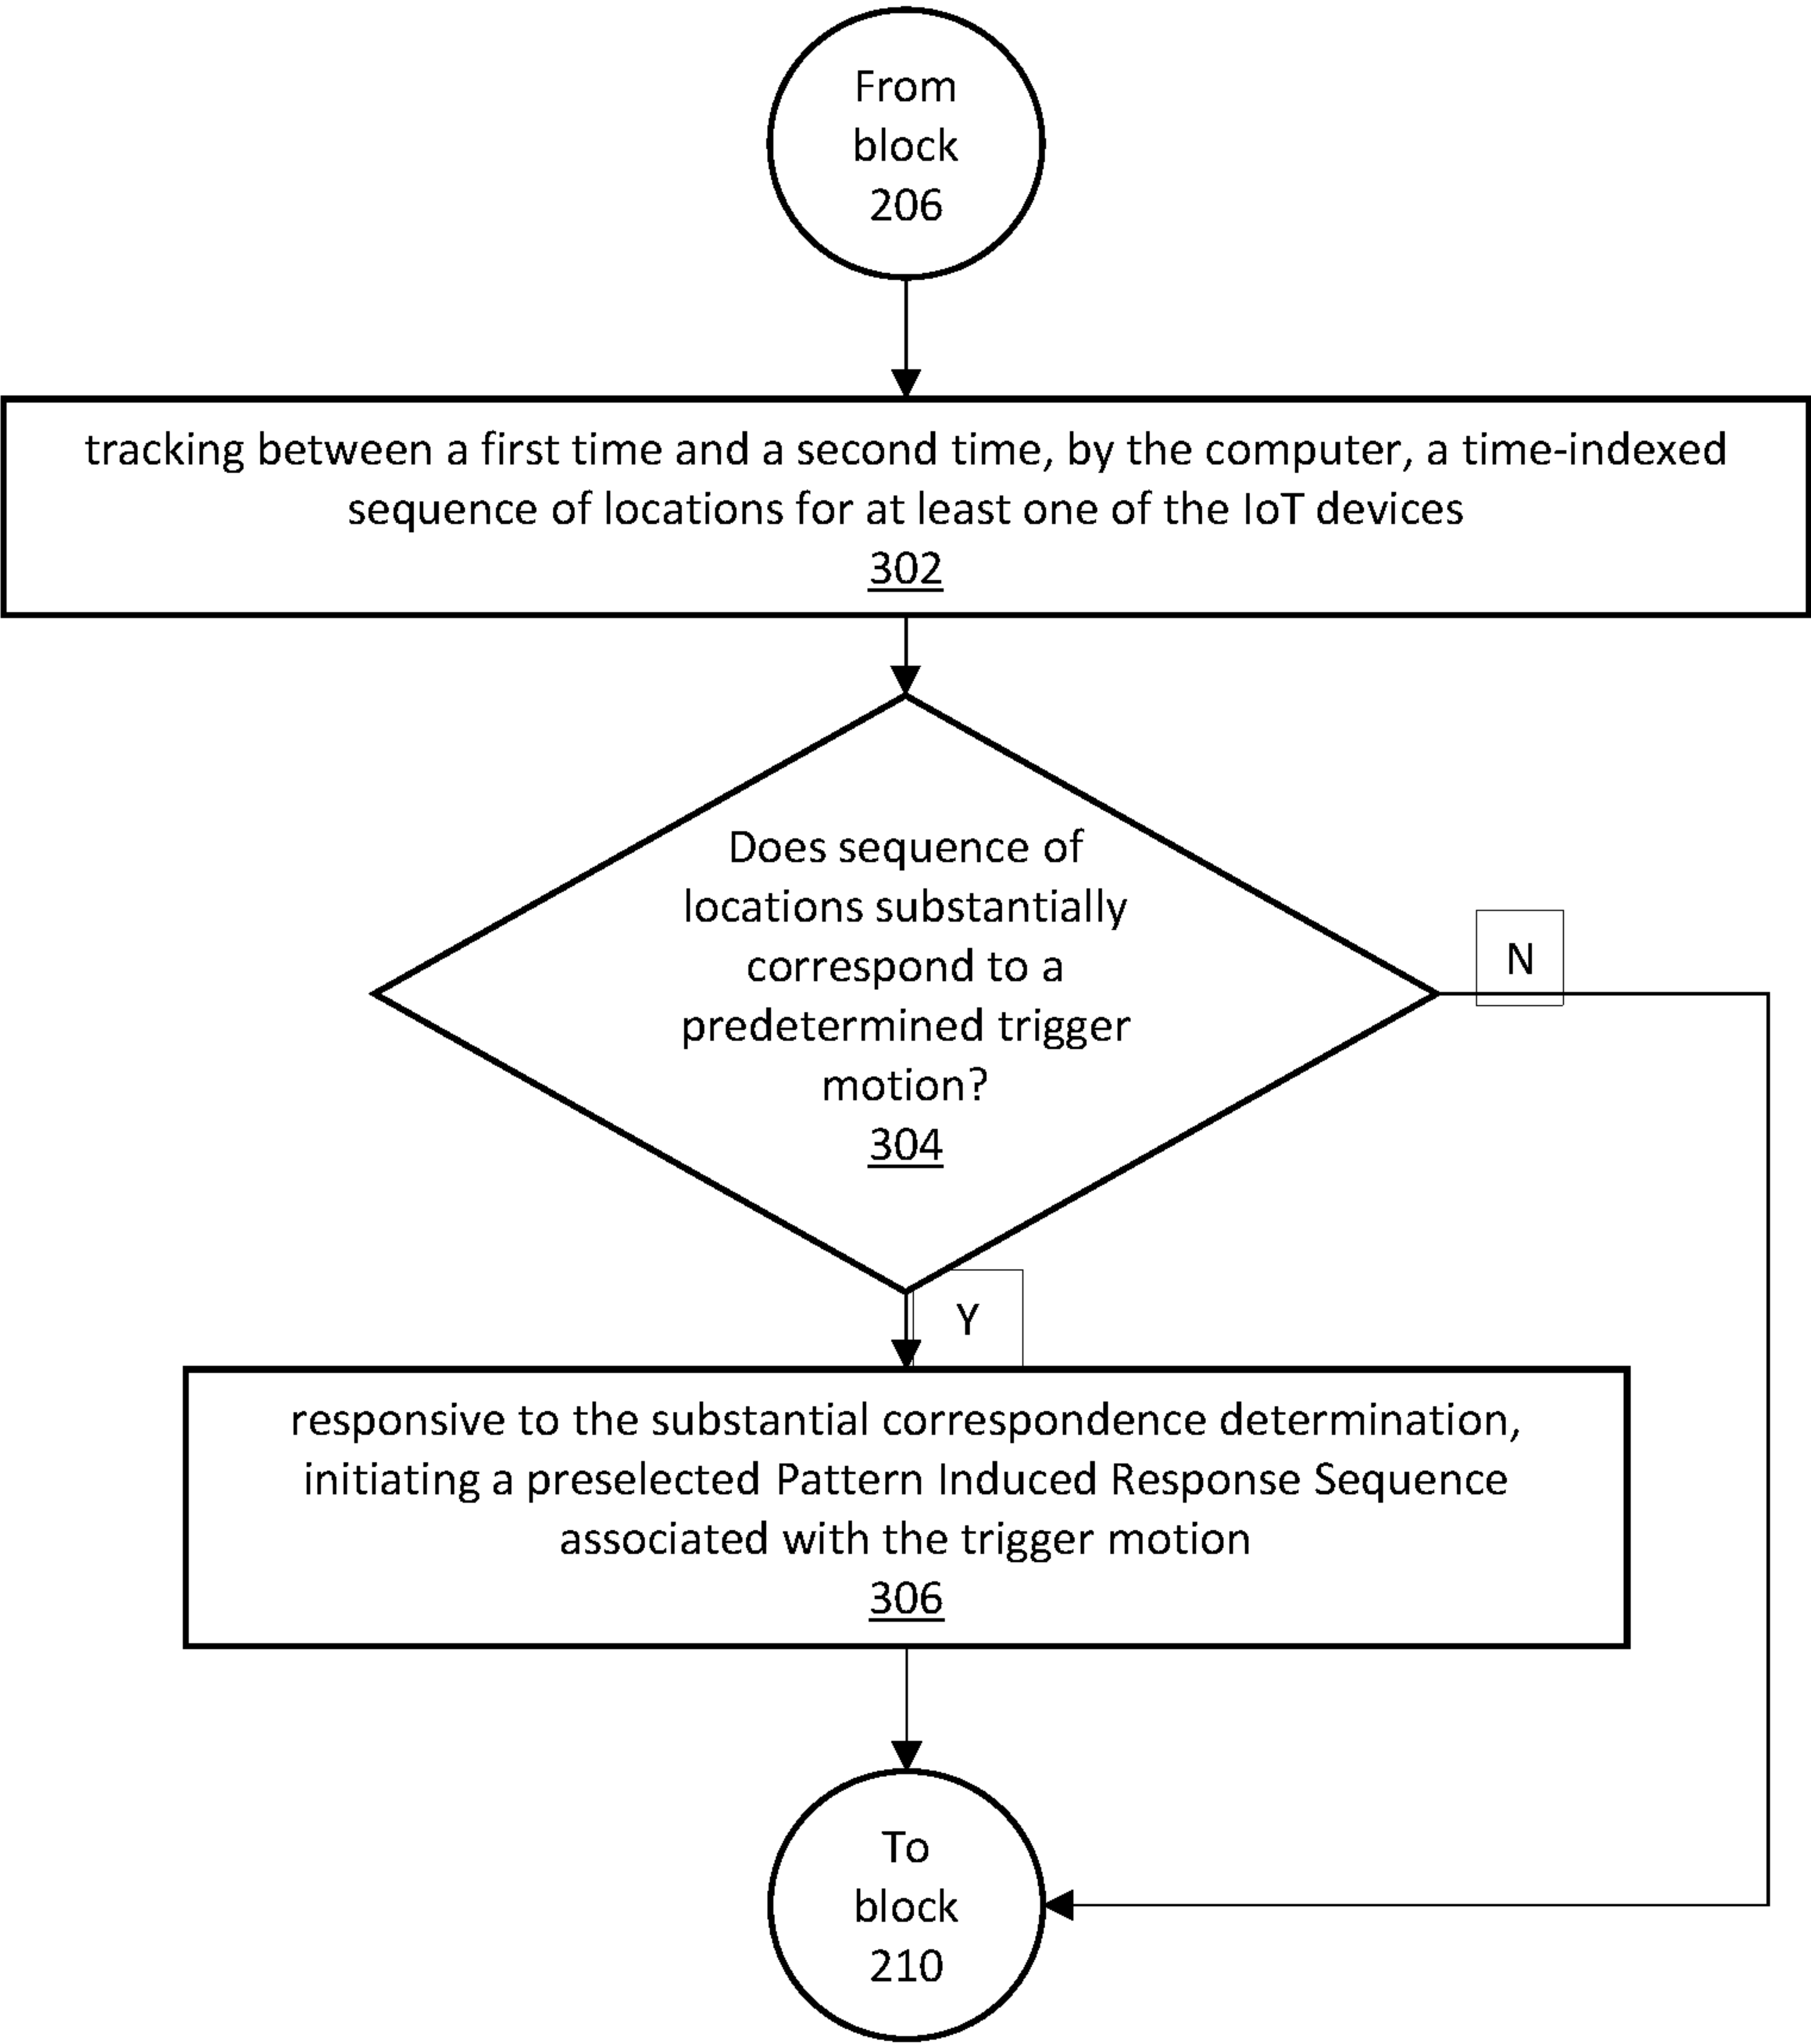 From
block
206
tracking between a first time and a second time, by the computer, a time-indexed
sequence of locations for at least one of the IoT devices
302
Does sequence of
locations substantially
correspond to a
predetermined trigger
motion?
304
N
Y
responsive to the substantial correspondence determination,
initiating a preselected Pattern Induced Response Sequence
associated with the trigger motion
306
To
block
210